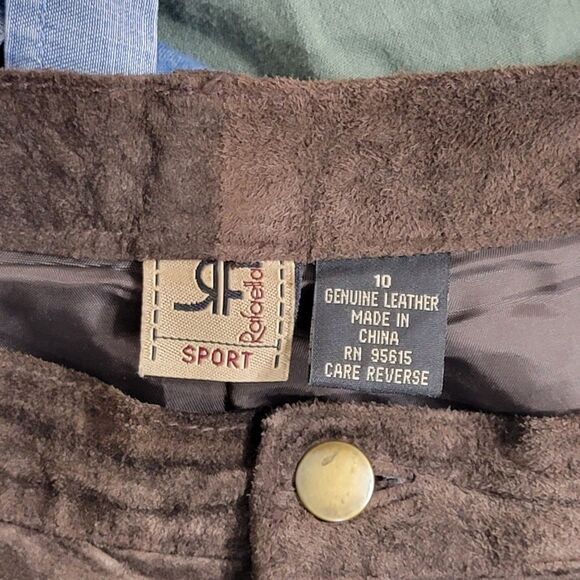 Rafaella
SPORT
10
GENUINE LEATHER
MADE IN
CHINA
RN 95615
CARE REVERSE